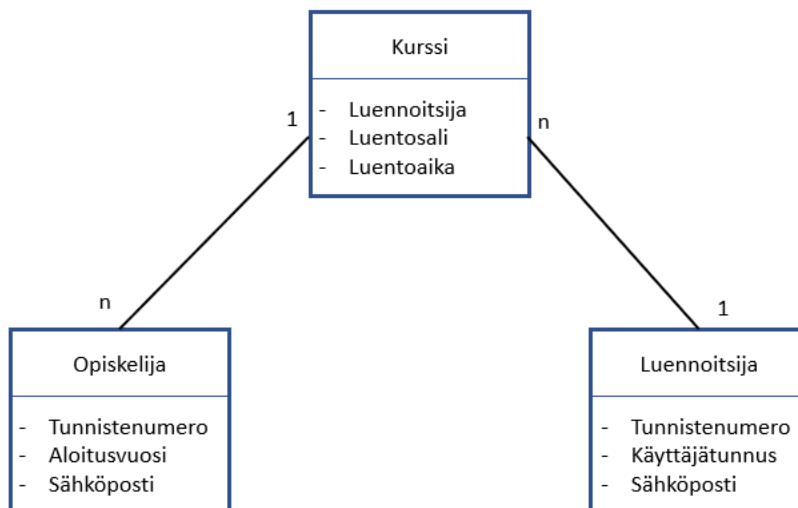 Kurssi
- Luennoitsija
- Luentosali
- Luentoaika
1
n
n
1
Opiskelija
- Tunnistenumero
- Aloitusvuosi
- Sähköposti
Luennoitsija
- Tunnistenumero
- Käyttäjätunnus
- Sähköposti